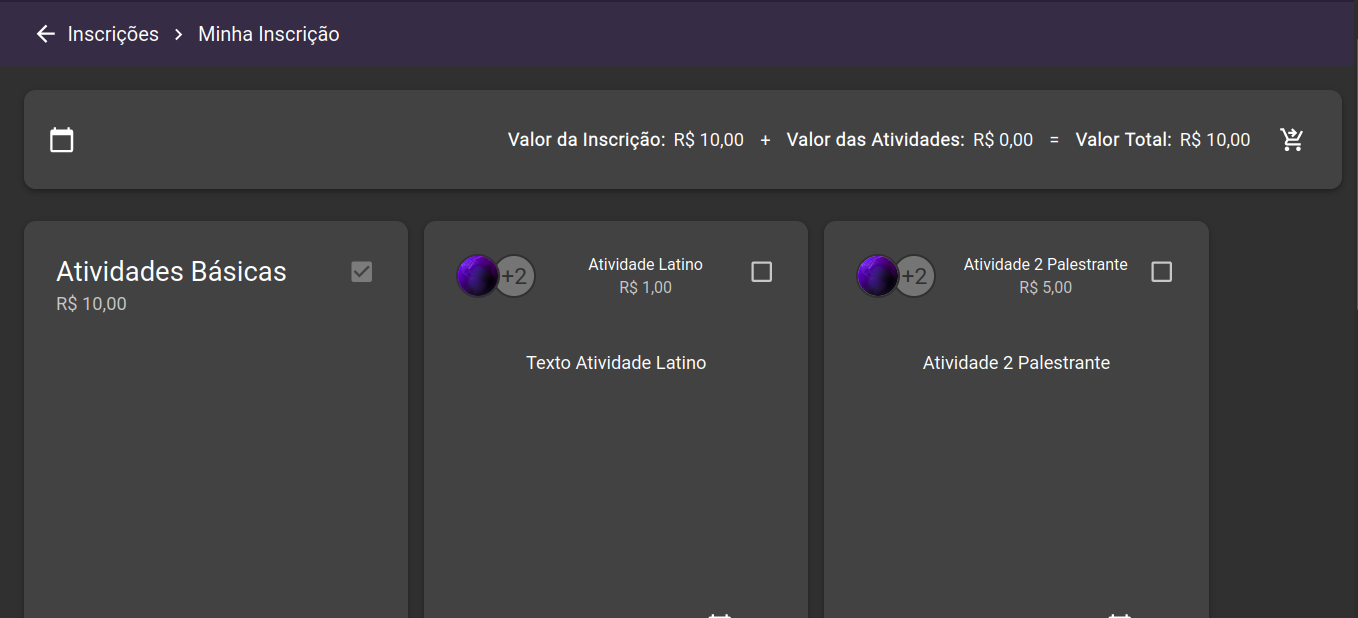 Inscrições > Minha Inscrição
Valor da Inscrição: R$ 10,00 + Valor das Atividades: R$ 0,00 = Valor Total: R$ 10,00
Atividades Básicas
R$ 10,00
+2
Atividade Latino
R$ 1,00
Texto Atividade Latino
+2
Atividade 2 Palestrante
R$ 5,00
Atividade 2 Palestrante